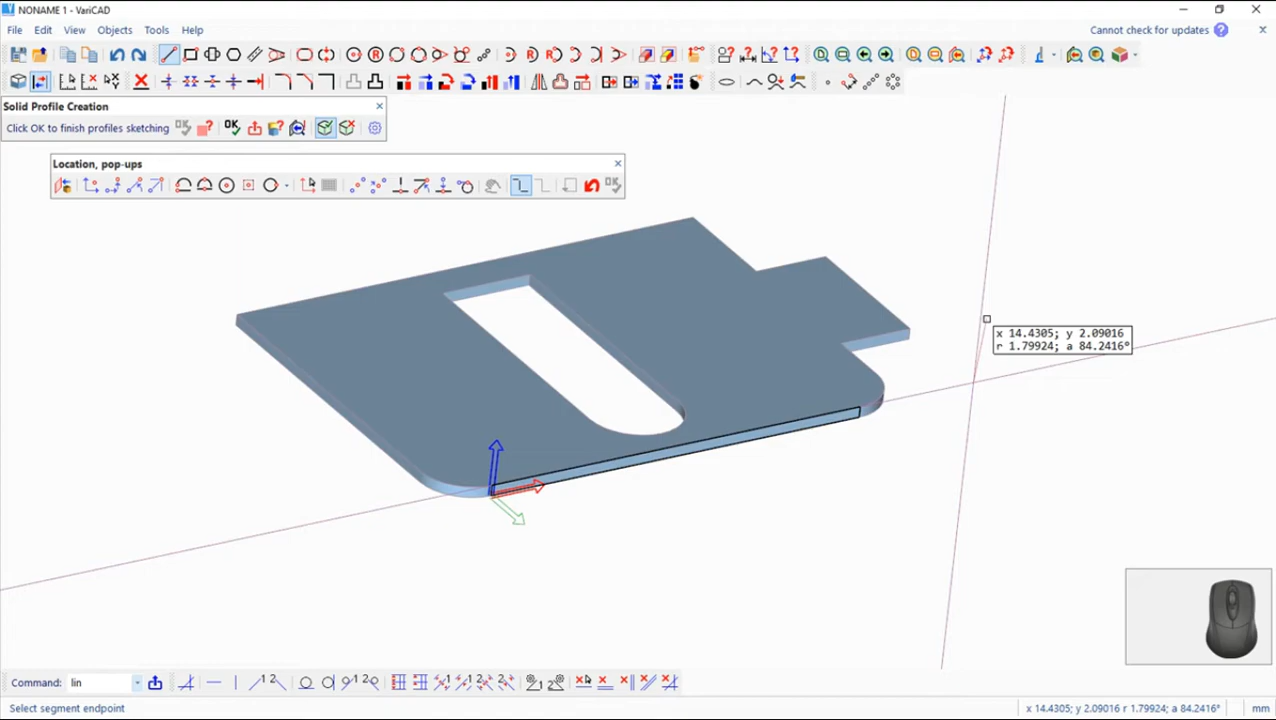 NONAME 1 - VariCAD
File Edit View Objects Tools Help
Cannot check for updates
Solid Profile Creation
Click OK to finish profiles sketching
OK
Location, pop-ups
x 14.4305; y 2.09016
r 1.79924; a 84.2416°
Command: lin
Select segment endpoint
x 14.4305; y 2.09016 r 1.79924; a 84.2416° mm